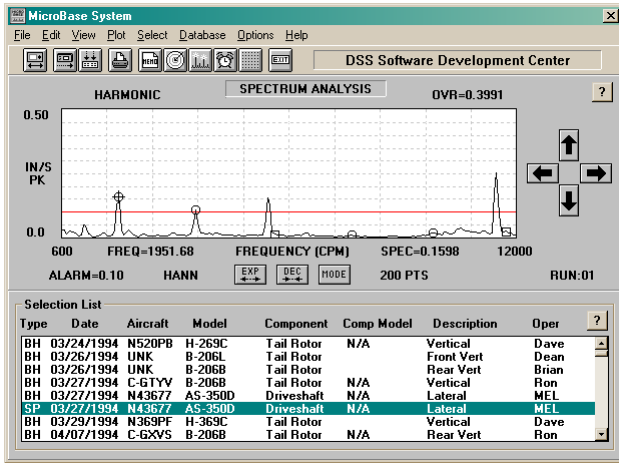 MicroBase System
File Edit View Plot Select Database Options Help
MEMO EXIT DSS Software Development Center
HARMONIC SPECTRUM ANALYSIS OVR=0.3991 ?
0.50
IN/S
PK
0.0
600 FREQ=1951.68 FREQUENCY (CPM) SPEC=0.1598 12000
ALARM=0.10 HANN EXP DEC MODE 200 PTS RUN:01
Selection List
Type Date Aircraft Model Component Comp Model Description Oper ?
BH 03/24/1994 N520PB H-269C Tail Rotor N/A Vertical Dave
BH 03/26/1994 UNK B-206L Tail Rotor Front Vert Dean
BH 03/26/1994 UNK B-206B Tail Rotor Rear Vert Brian
BH 03/27/1994 C-GTYV B-206B Tail Rotor N/A Vertical Ron
BH 03/27/1994 N43677 AS-350D Driveshaft N/A Lateral MEL
SP 03/27/1994 N43677 AS-350D Driveshaft N/A Lateral MEL
BH 03/29/1994 N369PF H-369C Tail Rotor Vertical Dave
BH 04/07/1994 C-GXVS B-206B Tail Rotor N/A Rear Vert Ron